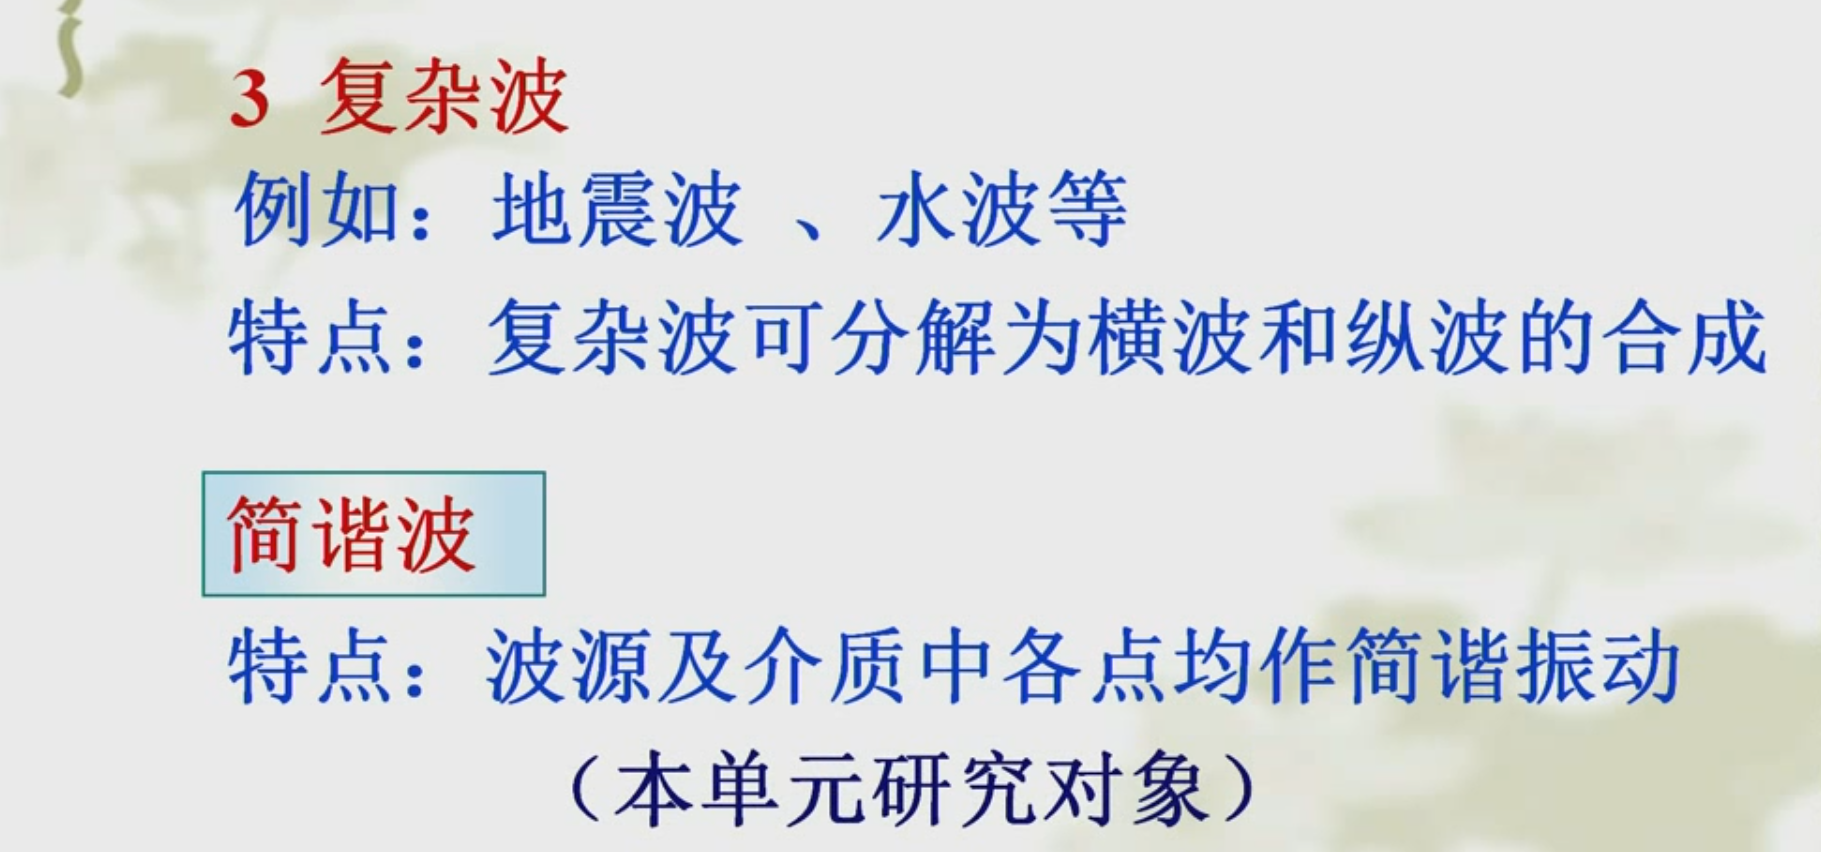 3 复杂波
例如：地震波 、水波等
特点：复杂波可分解为横波和纵波的合成
简谐波
特点：波源及介质中各点均作简谐振动
（本单元研究对象）